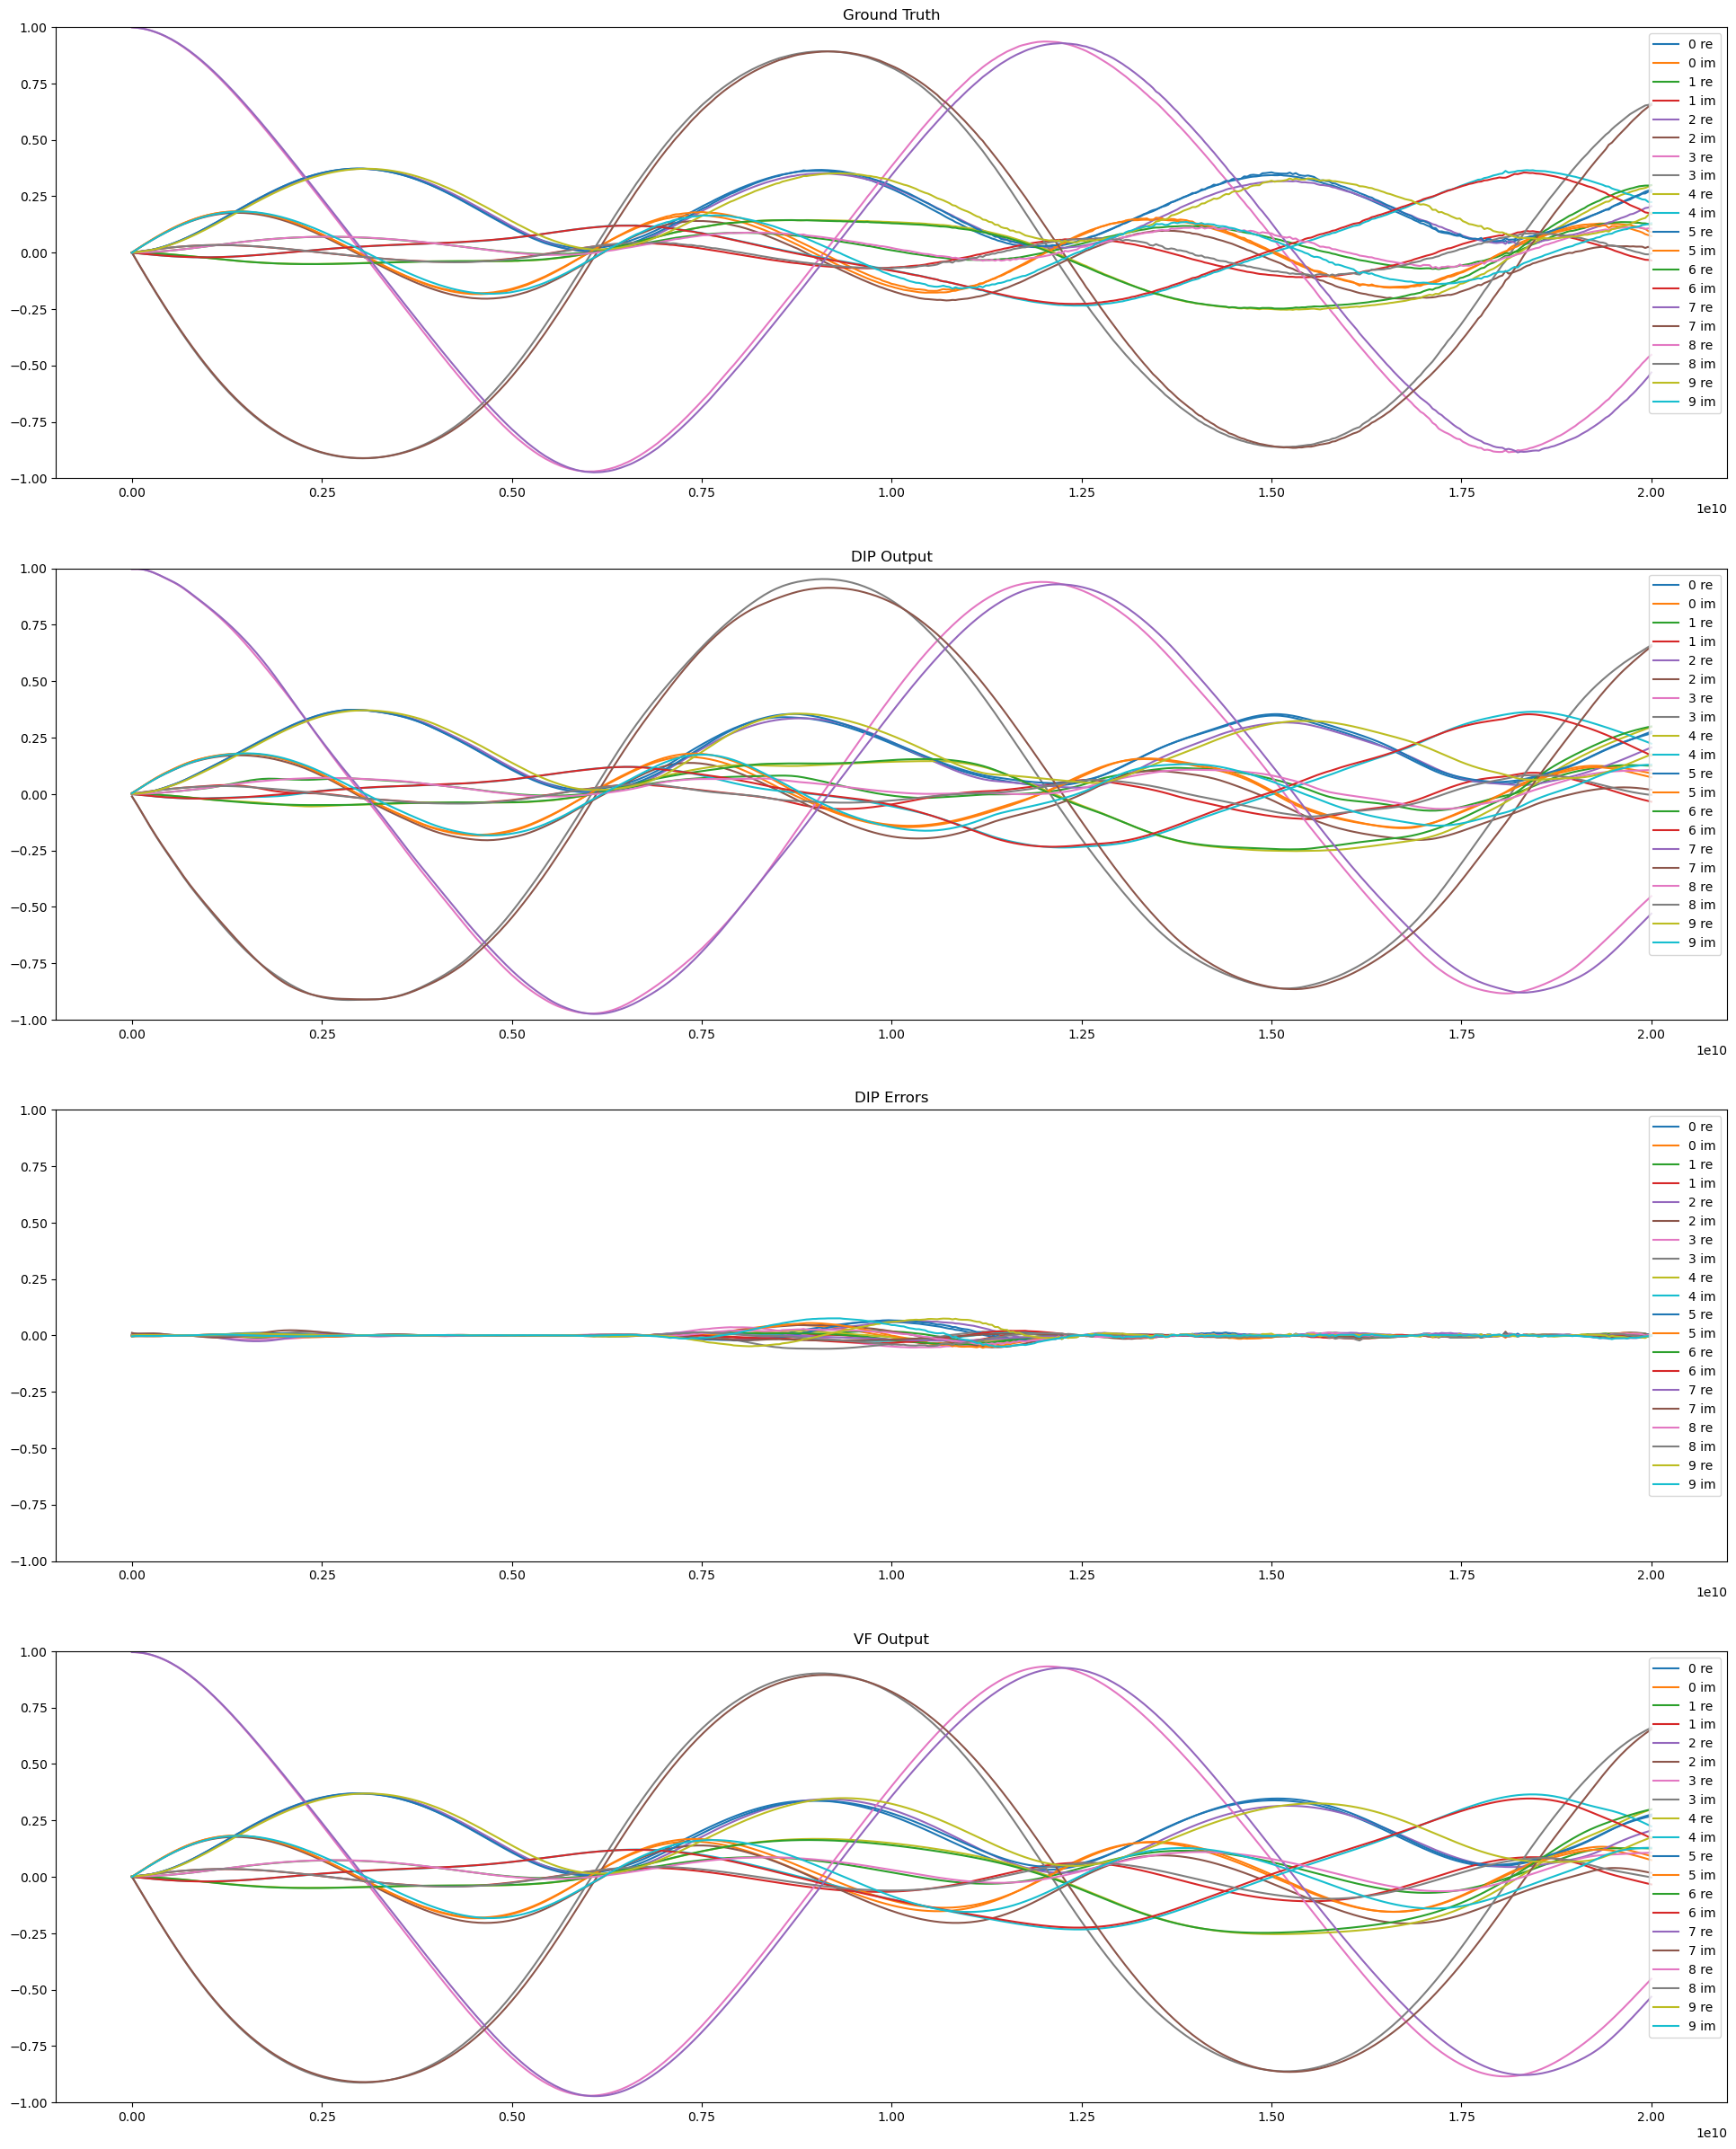 Ground Truth
1.00
0.75
0.50
0.25
0.00
−0.25
−0.50
−0.75
−1.00
0.00 0.25 0.50 0.75 1.00 1.25 1.50 1.75 2.00
1e10
0 re
0 im
1 re
1 im
2 re
2 im
3 re
3 im
4 re
4 im
5 re
5 im
6 re
6 im
7 re
7 im
8 re
8 im
9 re
9 im
DIP Output
1.00
0.75
0.50
0.25
0.00
−0.25
−0.50
−0.75
−1.00
0.00 0.25 0.50 0.75 1.00 1.25 1.50 1.75 2.00
1e10
0 re
0 im
1 re
1 im
2 re
2 im
3 re
3 im
4 re
4 im
5 re
5 im
6 re
6 im
7 re
7 im
8 re
8 im
9 re
9 im
DIP Errors
1.00
0.75
0.50
0.25
0.00
−0.25
−0.50
−0.75
−1.00
0.00 0.25 0.50 0.75 1.00 1.25 1.50 1.75 2.00
1e10
0 re
0 im
1 re
1 im
2 re
2 im
3 re
3 im
4 re
4 im
5 re
5 im
6 re
6 im
7 re
7 im
8 re
8 im
9 re
9 im
VF Output
1.00
0.75
0.50
0.25
0.00
−0.25
−0.50
−0.75
−1.00
0.00 0.25 0.50 0.75 1.00 1.25 1.50 1.75 2.00
1e10
0 re
0 im
1 re
1 im
2 re
2 im
3 re
3 im
4 re
4 im
5 re
5 im
6 re
6 im
7 re
7 im
8 re
8 im
9 re
9 im